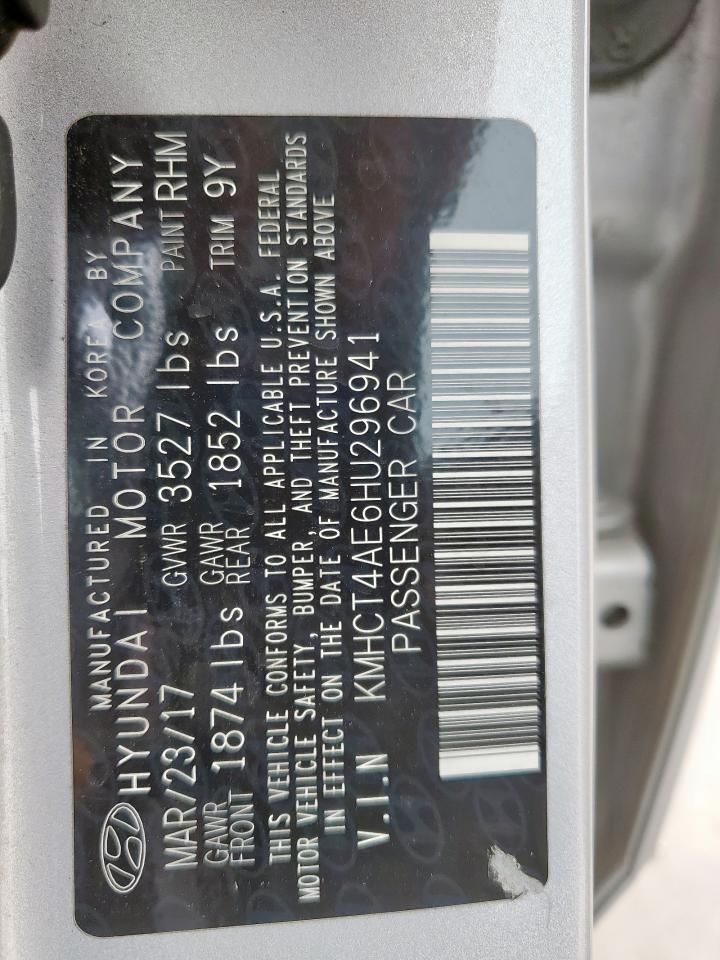 MANUFACTURED IN KOREA BY
HYUNDAI MOTOR COMPANY
MAR/23/17 GVWR 3527 lbs PAINT RHM
GAWR FRONT 1874 lbs GAWR REAR 1852 lbs TRIM 9Y
THIS VEHICLE CONFORMS TO ALL APPLICABLE U.S.A. FEDERAL
MOTOR VEHICLE SAFETY, BUMPER, AND THEFT PREVENTION STANDARDS
IN EFFECT ON THE DATE OF MANUFACTURE SHOWN ABOVE
V.I.N KMHCT4AE6HU296941
PASSENGER CAR